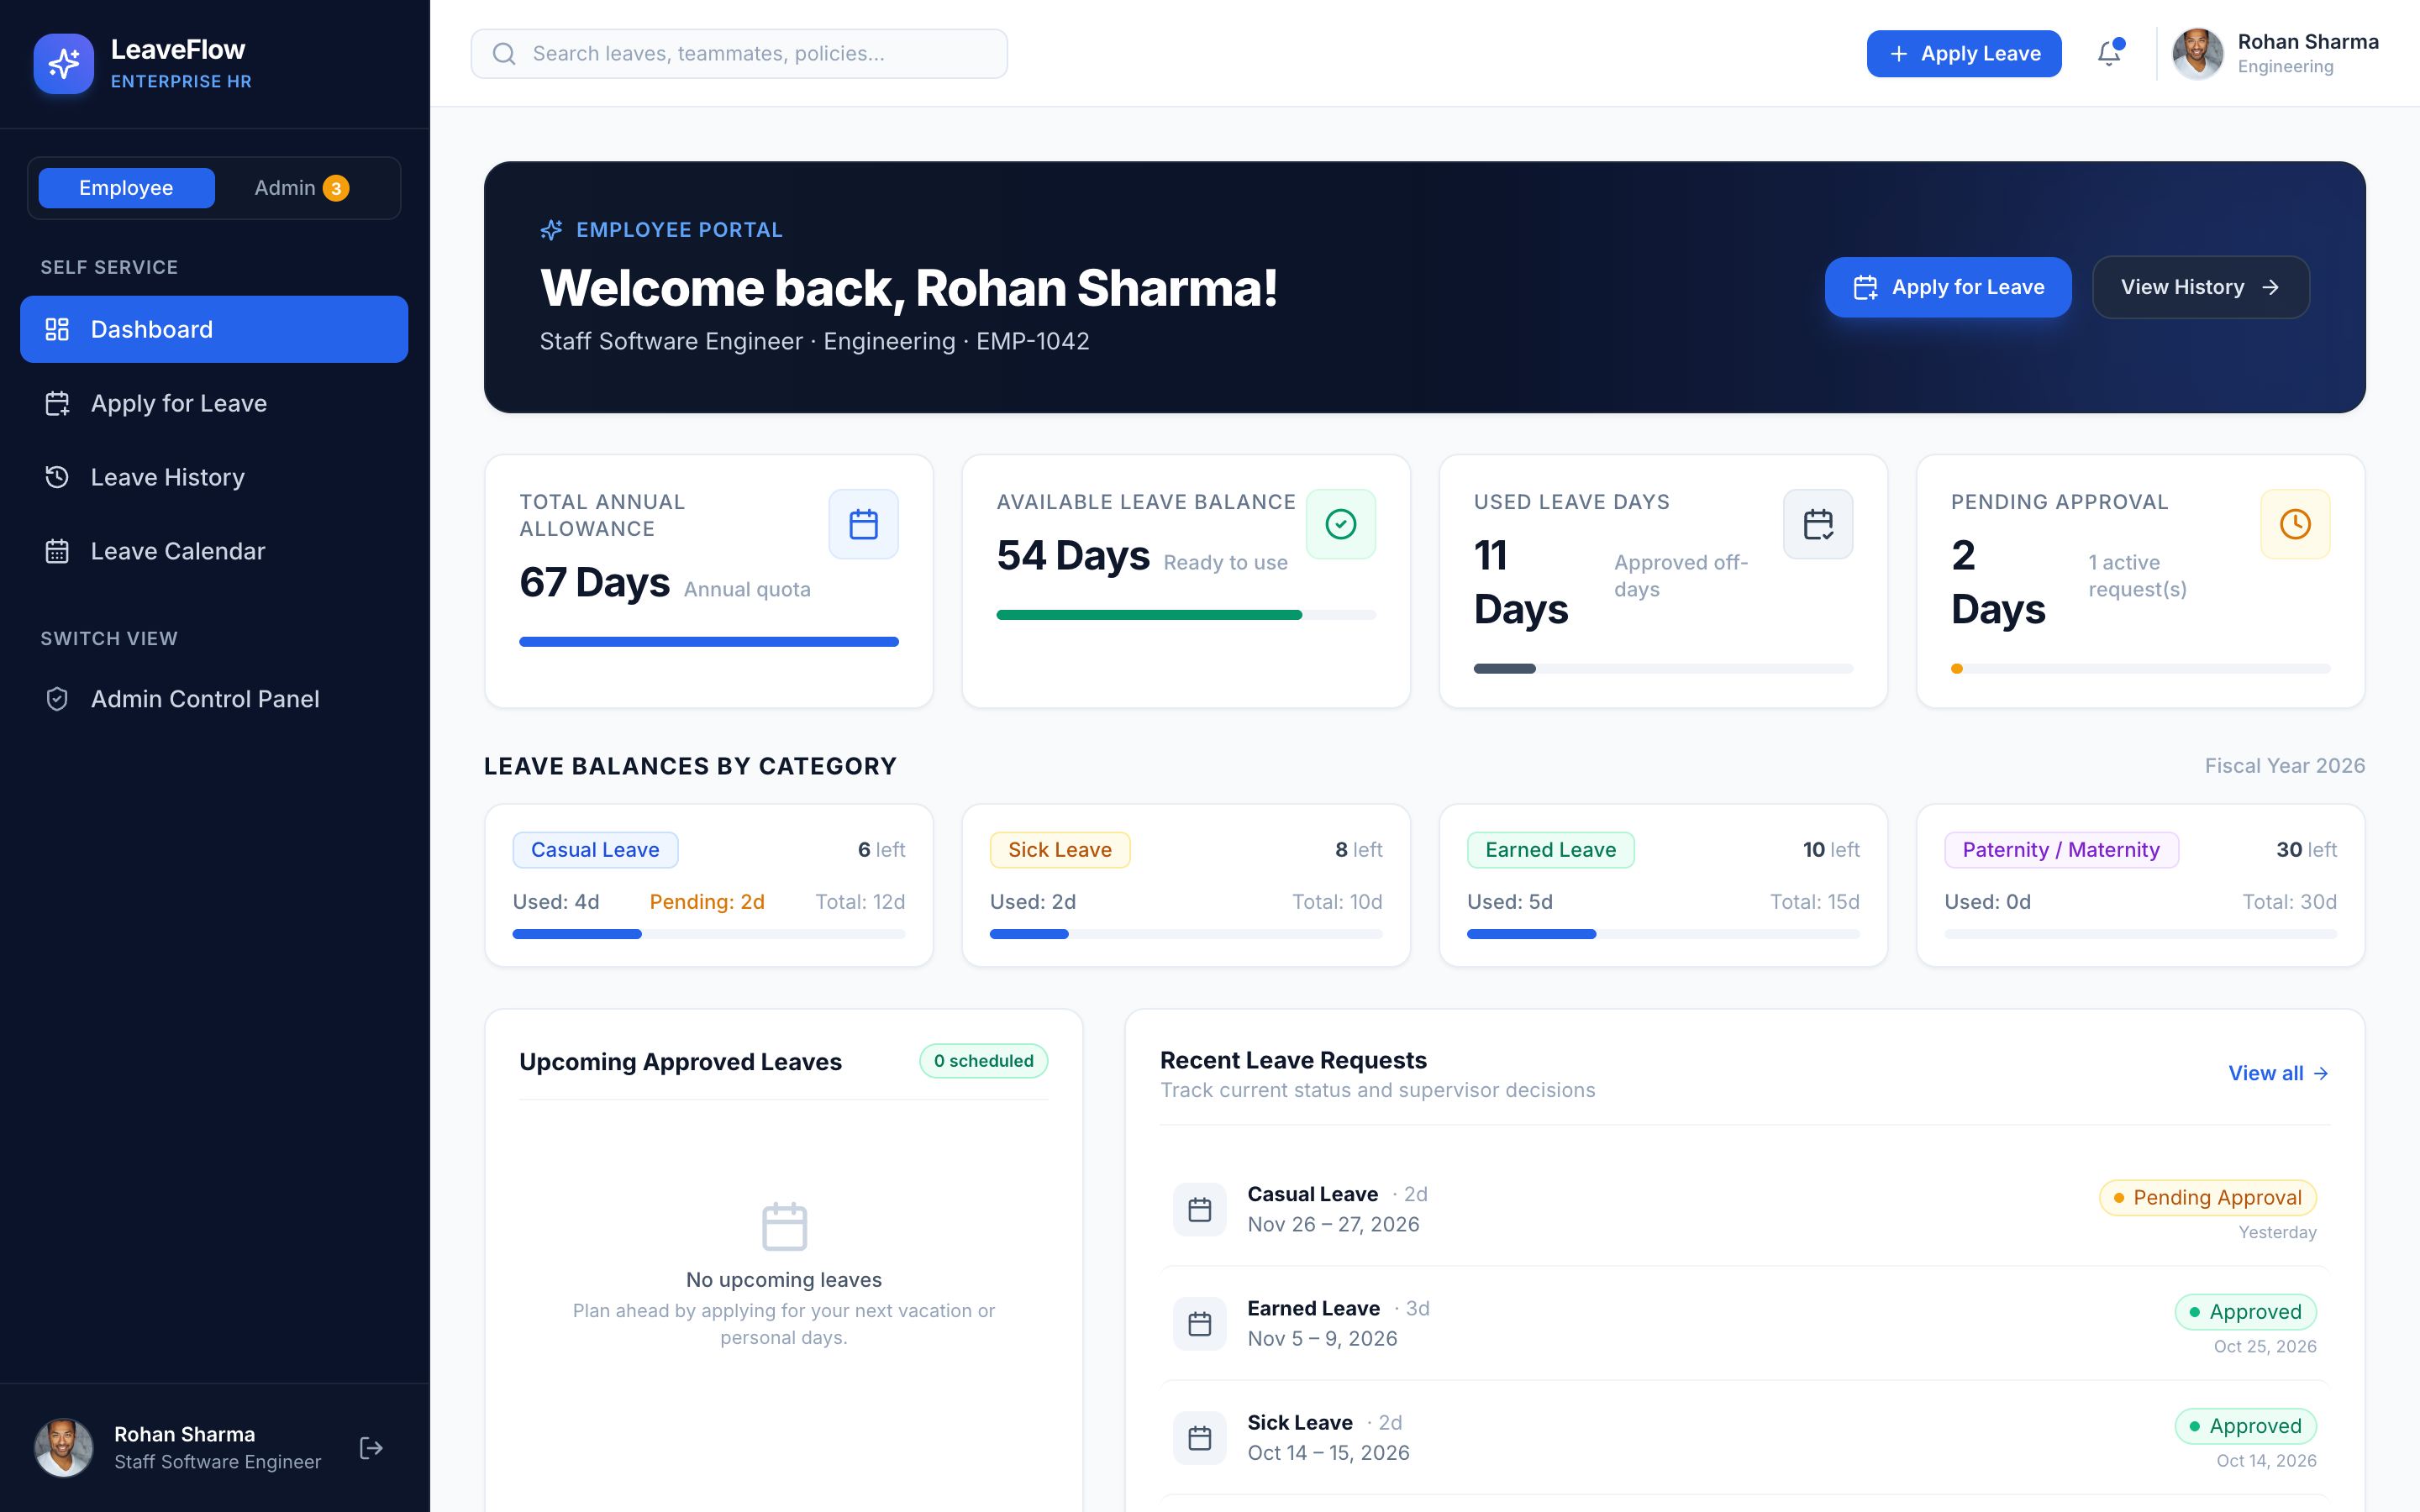 LeaveFlow
ENTERPRISE HR
Employee
Admin 3
SELF SERVICE
Dashboard
Apply for Leave
Leave History
Leave Calendar
SWITCH VIEW
Admin Control Panel
Rohan Sharma
Staff Software Engineer
Search leaves, teammates, policies...
Apply Leave
Rohan Sharma
Engineering
EMPLOYEE PORTAL
Welcome back, Rohan Sharma!
Staff Software Engineer · Engineering · EMP-1042
Apply for Leave
View History
TOTAL ANNUAL
ALLOWANCE
67 Days Annual quota
AVAILABLE LEAVE BALANCE
54 Days Ready to use
USED LEAVE DAYS
11
Days
Approved off-
days
PENDING APPROVAL
2
Days
1 active
request(s)
LEAVE BALANCES BY CATEGORY
Fiscal Year 2026
Casual Leave
6 left
Used: 4d
Pending: 2d
Total: 12d
Sick Leave
8 left
Used: 2d
Total: 10d
Earned Leave
10 left
Used: 5d
Total: 15d
Paternity / Maternity
30 left
Used: 0d
Total: 30d
Upcoming Approved Leaves
0 scheduled
No upcoming leaves
Plan ahead by applying for your next vacation or
personal days.
Recent Leave Requests
Track current status and supervisor decisions
View all
Casual Leave · 2d
Nov 26 – 27, 2026
Pending Approval
Yesterday
Earned Leave · 3d
Nov 5 – 9, 2026
Approved
Oct 25, 2026
Sick Leave · 2d
Oct 14 – 15, 2026
Approved
Oct 14, 2026